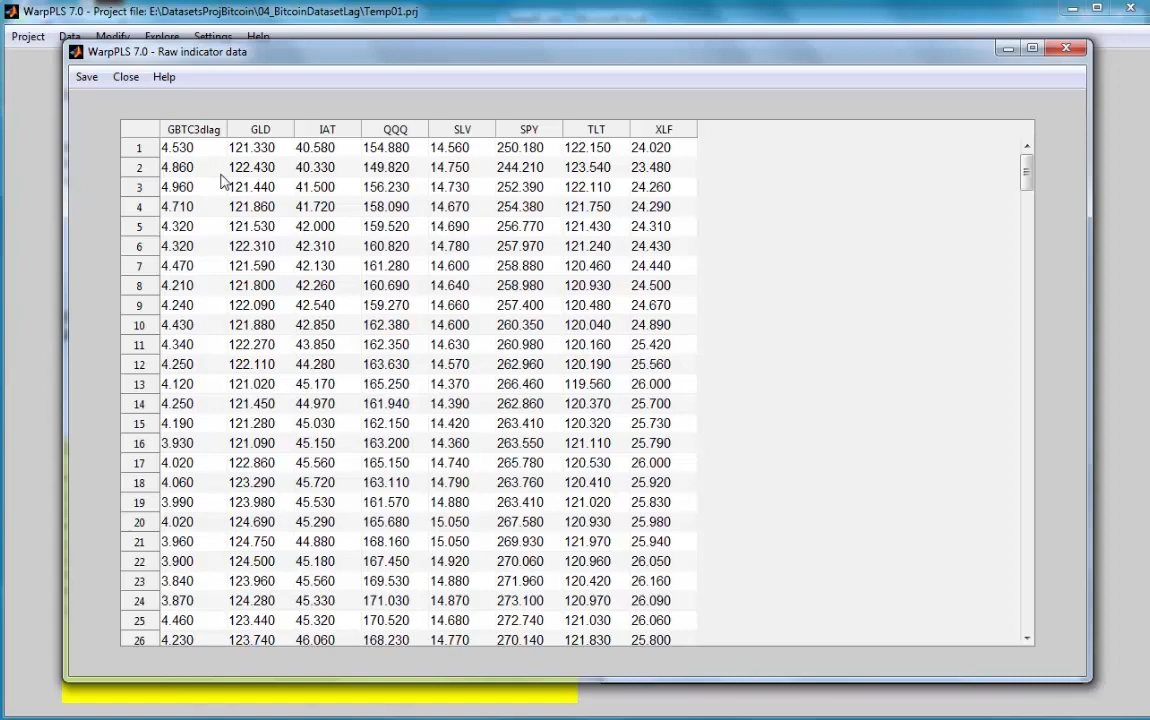 WarpPLS 7.0 - Project file: E:\DatasetsProjBitcoin\04_BitcoinDatasetLag\Temp01.prj
Project Data Modify Explore Settings Help
WarpPLS 7.0 - Raw indicator data
Save Close Help
GBTC3dlag GLD IAT QQQ SLV SPY TLT XLF
1 4.530 121.330 40.580 154.880 14.560 250.180 122.150 24.020
2 4.860 122.430 40.330 149.820 14.750 244.210 123.540 23.480
3 4.960 121.440 41.500 156.230 14.730 252.390 122.110 24.260
4 4.710 121.860 41.720 158.090 14.670 254.380 121.750 24.290
5 4.320 121.530 42.000 159.520 14.690 256.770 121.430 24.310
6 4.320 122.310 42.310 160.820 14.780 257.970 121.240 24.430
7 4.470 121.590 42.130 161.280 14.600 258.880 120.460 24.440
8 4.210 121.800 42.260 160.690 14.640 258.980 120.930 24.500
9 4.240 122.090 42.540 159.270 14.660 257.400 120.480 24.670
10 4.430 121.880 42.850 162.380 14.600 260.350 120.040 24.890
11 4.340 122.270 43.850 162.350 14.630 260.980 120.160 25.420
12 4.250 122.110 44.280 163.630 14.570 262.960 120.190 25.560
13 4.120 121.020 45.170 165.250 14.370 266.460 119.560 26.000
14 4.250 121.450 44.970 161.940 14.390 262.860 120.370 25.700
15 4.190 121.280 45.030 162.150 14.420 263.410 120.320 25.730
16 3.930 121.090 45.150 163.200 14.360 263.550 121.110 25.790
17 4.020 122.860 45.560 165.150 14.740 265.780 120.530 26.000
18 4.060 123.290 45.720 163.110 14.790 263.760 120.410 25.920
19 3.990 123.980 45.530 161.570 14.880 263.410 121.020 25.830
20 4.020 124.690 45.290 165.680 15.050 267.580 120.930 25.980
21 3.960 124.750 44.880 168.160 15.050 269.930 121.970 25.940
22 3.900 124.500 45.180 167.450 14.920 270.060 120.960 26.050
23 3.840 123.960 45.560 169.530 14.880 271.960 120.420 26.160
24 3.870 124.280 45.330 171.030 14.870 273.100 120.970 26.090
25 4.460 123.440 45.320 170.520 14.680 272.740 121.030 26.060
26 4.230 123.740 46.060 168.230 14.770 270.140 121.830 25.800